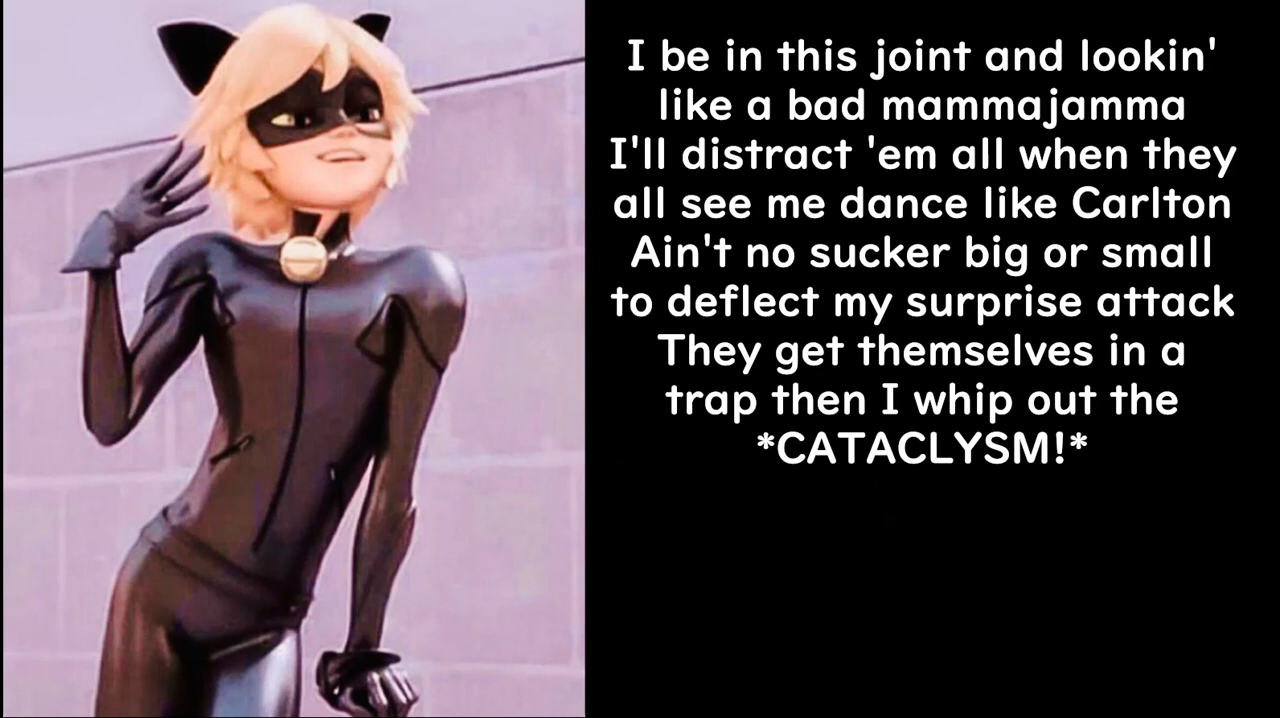 I be in this joint and lookin'
like a bad mammajamma
I'll distract 'em all when they
all see me dance like Carlton
Ain't no sucker big or small
to deflect my surprise attack
They get themselves in a
trap then I whip out the
*CATACLYSM!*